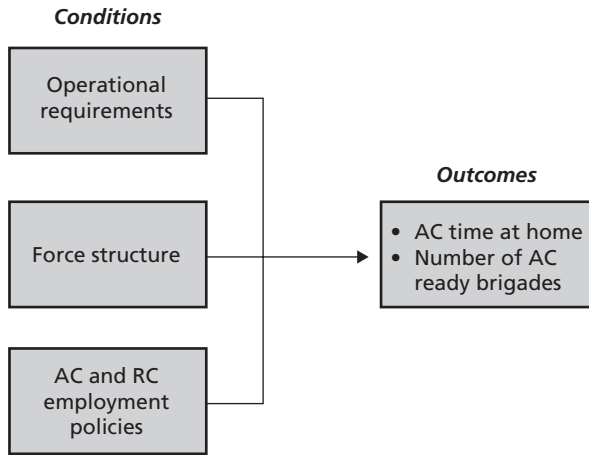 Conditions
Operational
requirements
Force structure
AC and RC
employment
policies
Outcomes
• AC time at home
• Number of AC
ready brigades